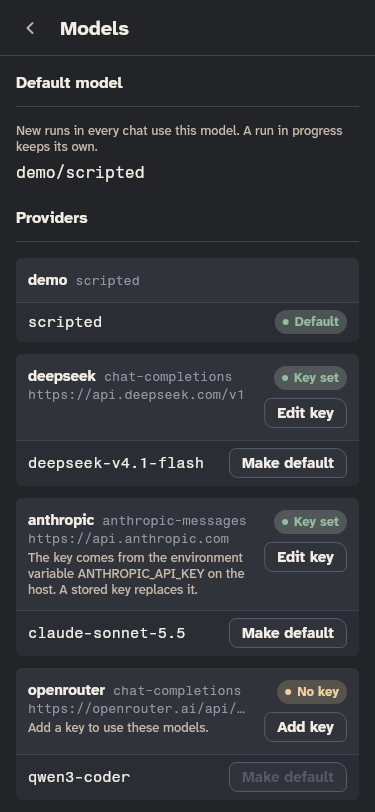 Models
Default model
New runs in every chat use this model. A run in progress
keeps its own.
demo/scripted
Providers
demo scripted
scripted Default
deepseek chat-completions Key set
https://api.deepseek.com/v1
Edit key
deepseek-v4.1-flash Make default
anthropic anthropic-messages Key set
https://api.anthropic.com
Edit key
The key comes from the environment
variable ANTHROPIC_API_KEY on the
host. A stored key replaces it.
claude-sonnet-5.5 Make default
openrouter chat-completions No key
https://openrouter.ai/api/…
Add a key to use these models.
Add key
qwen3-coder Make default